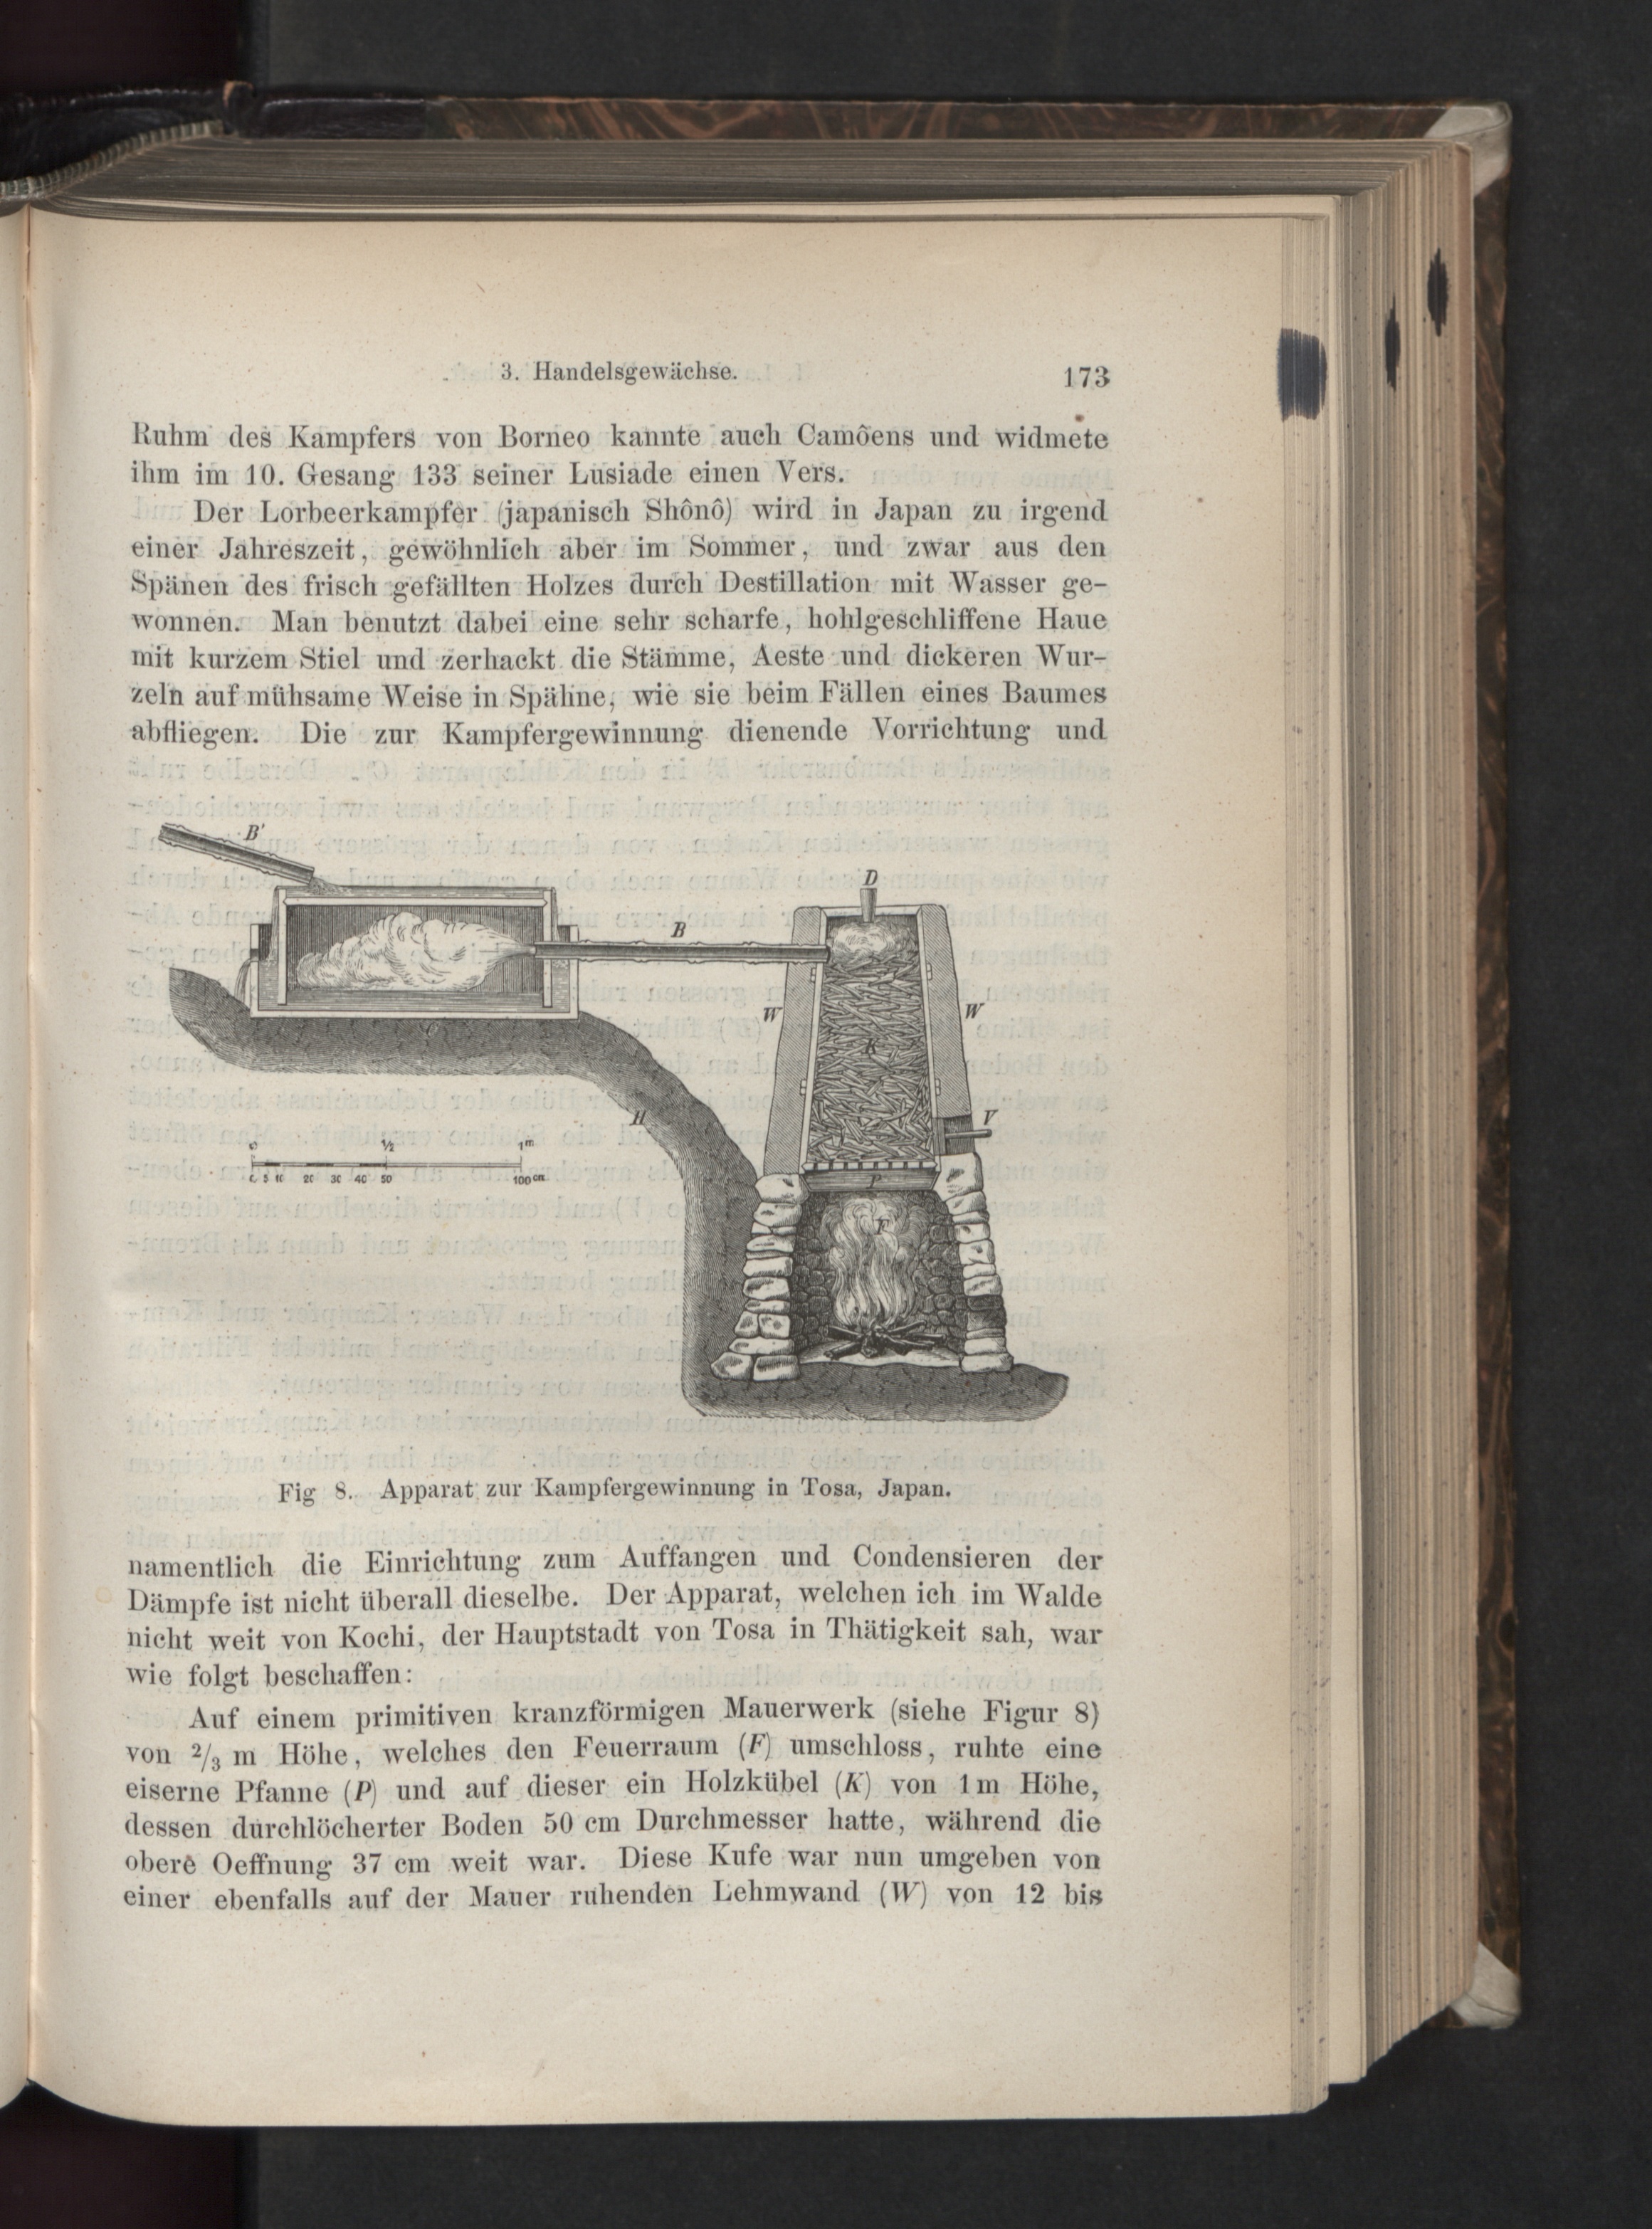 3. Handelsgewächse.
173
Ruhm des Kampfers von Borneo kannte auch Camôens und widmete
ihm im 10. Gesang 133 seiner Lusiade einen Vers.
Der Lorbeerkampfer (japanisch Shônô) wird in Japan zu irgend
einer Jahreszeit, gewöhnlich aber im Sommer, und zwar aus den
Spänen des frisch gefällten Holzes durch Destillation mit Wasser ge-
wonnen. Man benutzt dabei eine sehr scharfe, hohlgeschliffene Haue
mit kurzem Stiel und zerhackt die Stämme, Aeste und dickeren Wur-
zeln auf mühsame Weise in Spähne, wie sie beim Fällen eines Baumes
abfliegen. Die zur Kampfergewinnung dienende Vorrichtung und
B'
D
B
W
W
K
C
H
V
0 ½ 1m
0 5 10 20 30 40 50 100 cm
P
F
Fig 8. Apparat zur Kampfergewinnung in Tosa, Japan.
namentlich die Einrichtung zum Auffangen und Condensieren der
Dämpfe ist nicht überall dieselbe. Der Apparat, welchen ich im Walde
nicht weit von Kochi, der Hauptstadt von Tosa in Thätigkeit sah, war
wie folgt beschaffen:
Auf einem primitiven kranzförmigen Mauerwerk (siehe Figur 8)
von 2/3 m Höhe, welches den Feuerraum (F) umschloss, ruhte eine
eiserne Pfanne (P) und auf dieser ein Holzkübel (K) von 1 m Höhe,
dessen durchlöcherter Boden 50 cm Durchmesser hatte, während die
obere Oeffnung 37 cm weit war. Diese Kufe war nun umgeben von
einer ebenfalls auf der Mauer ruhenden Lehmwand (W) von 12 bis